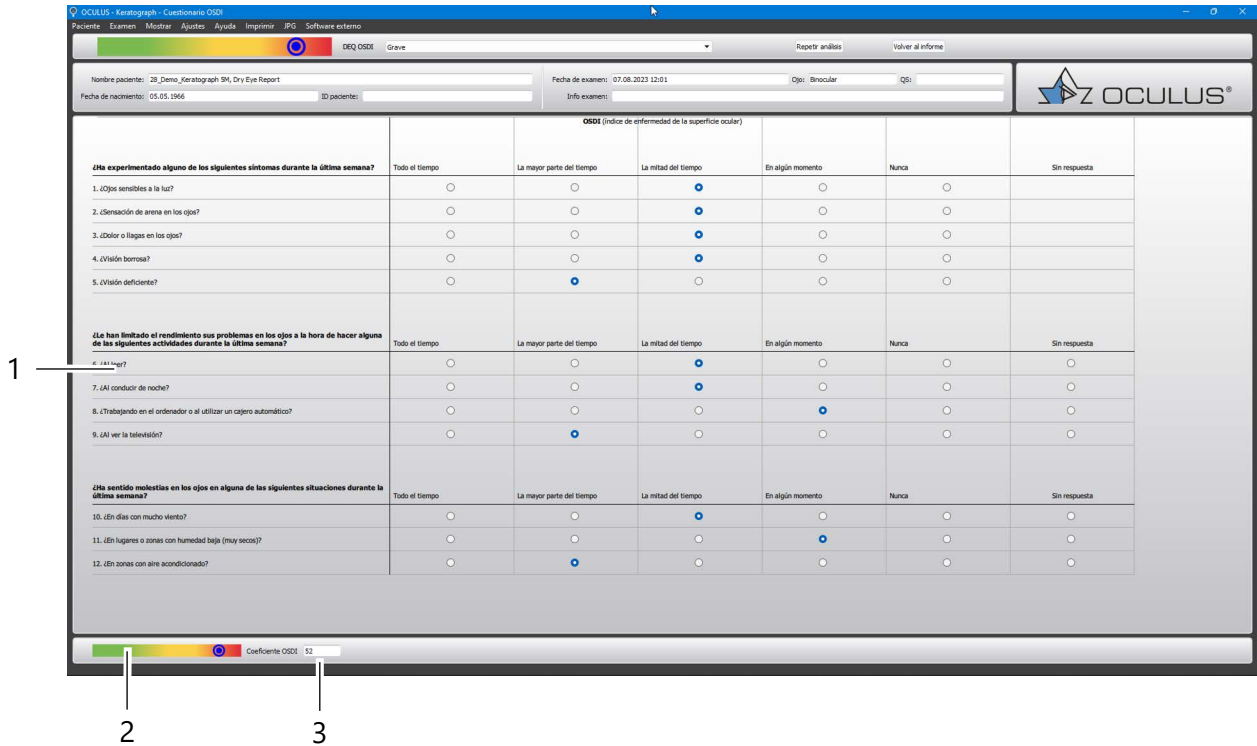 OCULUS - Keratograph - Cuestionario OSDI
Paciente Examen Mostrar Ajustes Ayuda Imprimir JPG Software externo
DEQ OSDI Grave Repetir análisis Volver al informe
Nombre paciente: 28_Demo_Keratograph 5M, Dry Eye Report Fecha de examen: 07.08.2023 12:01 Ojo: Binocular QS:
Fecha de nacimiento: 05.05.1966 ID paciente: Info examen:
OCULUS®
OSDI (índice de enfermedad de la superficie ocular)
¿Ha experimentado alguno de los siguientes síntomas durante la última semana? Todo el tiempo La mayor parte del tiempo La mitad del tiempo En algún momento Nunca Sin respuesta
1. ¿Ojos sensibles a la luz?
2. ¿Sensación de arena en los ojos?
3. ¿Dolor o llagas en los ojos?
4. ¿Visión borrosa?
5. ¿Visión deficiente?
¿Le han limitado el rendimiento sus problemas en los ojos a la hora de hacer alguna
de las siguientes actividades durante la última semana? Todo el tiempo La mayor parte del tiempo La mitad del tiempo En algún momento Nunca Sin respuesta
1 6. ¿Al leer?
7. ¿Al conducir de noche?
8. ¿Trabajando en el ordenador o al utilizar un cajero automático?
9. ¿Al ver la televisión?
¿Ha sentido molestias en los ojos en alguna de las siguientes situaciones durante la
última semana? Todo el tiempo La mayor parte del tiempo La mitad del tiempo En algún momento Nunca Sin respuesta
10. ¿En días con mucho viento?
11. ¿En lugares o zonas con humedad baja (muy secos)?
12. ¿En zonas con aire acondicionado?
Coeficiente OSDI 52
2 3